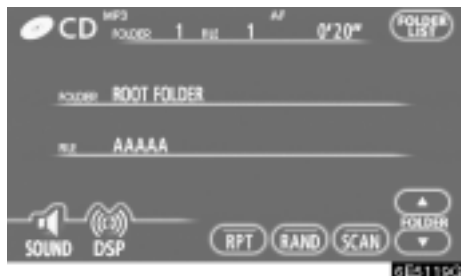 CD MP3 FOLDER 1 FILE 1 AF 0'20" FOLDER LIST
FOLDER ROOT FOLDER
FILE AAAAA
SOUND DSP RPT RAND SCAN FOLDER